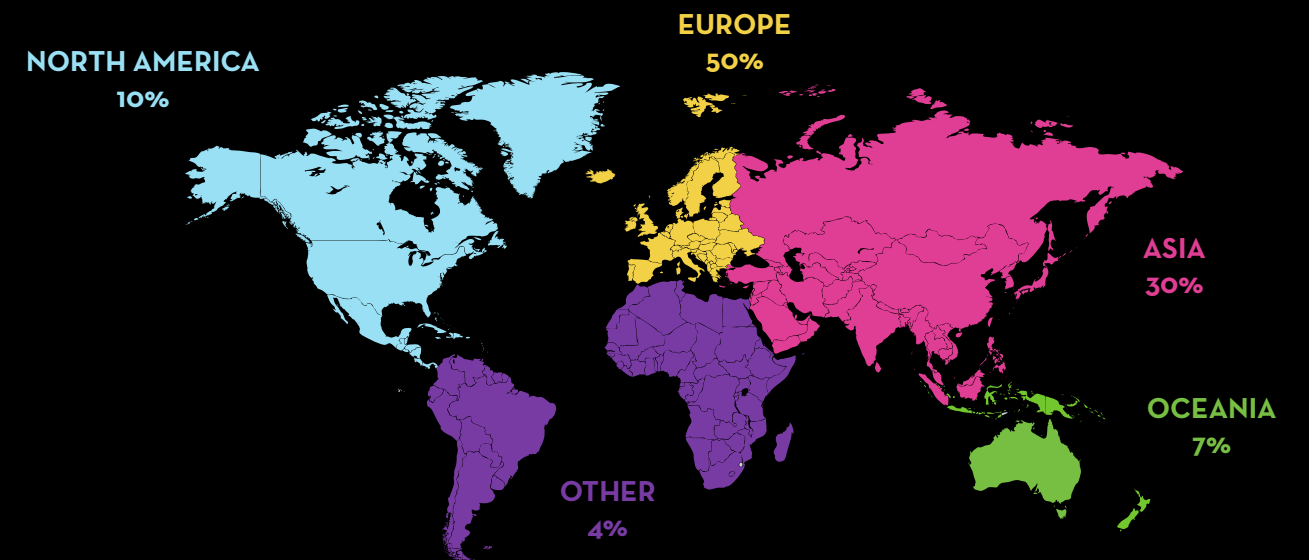 EUROPE
50%
NORTH AMERICA
10%
ASIA
30%
OCEANIA
7%
OTHER
4%